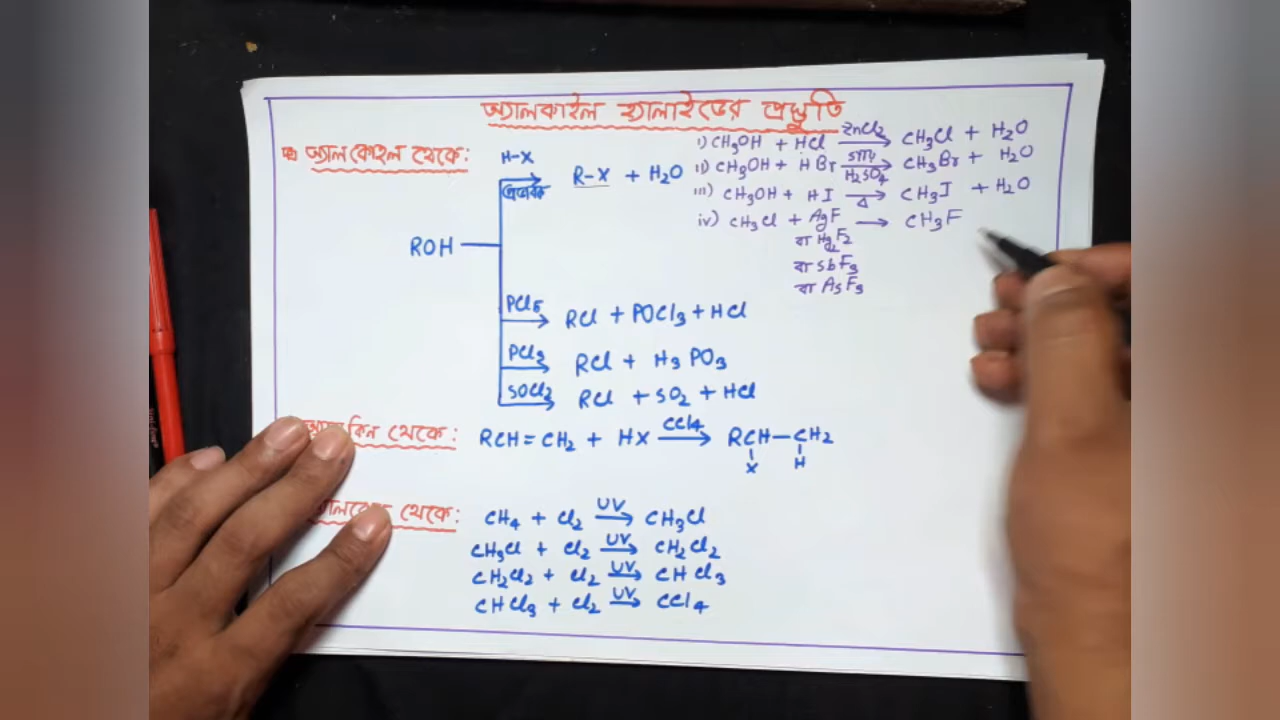 অ্যালকাইল হ্যালাইডের প্রস্তুতি
অ্যালকোহল থেকে:
H-X
প্রভাবক
R-X + H₂O
ROH
i) CH₃OH + HCl ZnCl₂ → CH₃Cl + H₂O
ii) CH₃OH + HBr H₂SO₄ → CH₃Br + H₂O
iii) CH₃OH + HI Δ → CH₃I + H₂O
iv) CH₃Cl + AgF → CH₃F
বা Hg₂F₂
বা SbF₃
বা AsF₃
PCl₅ → RCl + POCl₃ + HCl
PCl₃ → RCl + H₃PO₃
SOCl₂ → RCl + SO₂ + HCl
থেকে: RCH = CH₂ + HX CCl₄ → RCH-CH₂
X H
থেকে: CH₄ + Cl₂ UV → CH₃Cl
CH₃Cl + Cl₂ UV → CH₂Cl₂
CH₂Cl₂ + Cl₂ UV → CHCl₃
CHCl₃ + Cl₂ UV → CCl₄